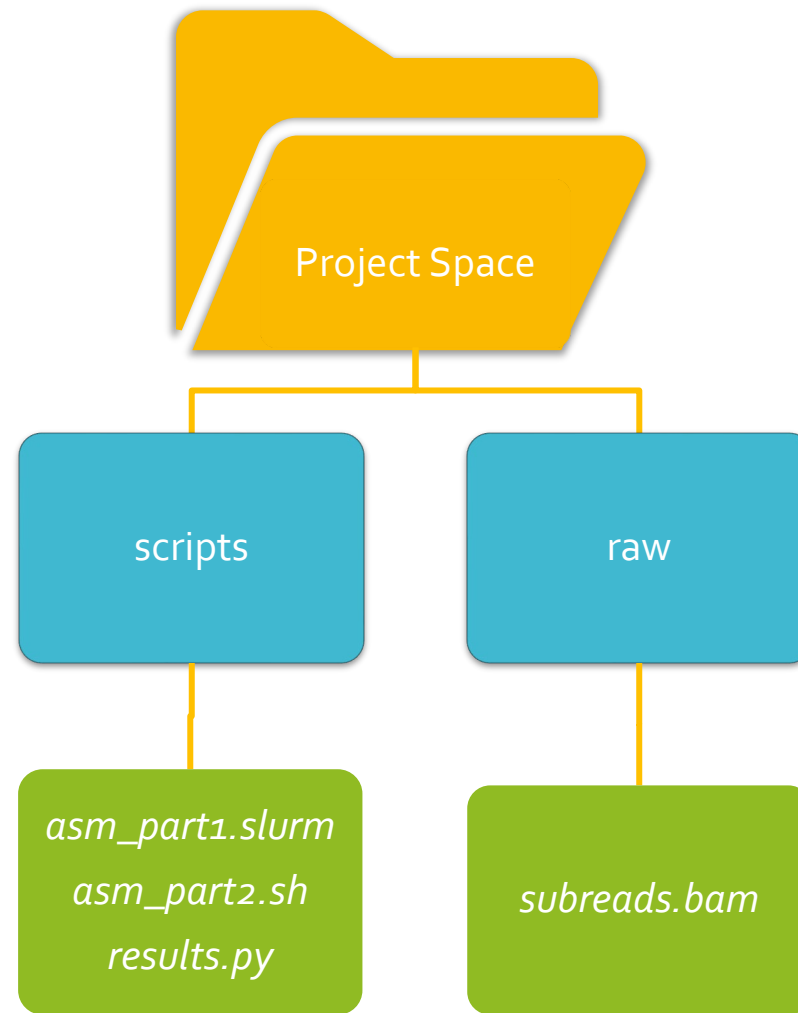 Project Space
scripts
raw
asm_part1.slurm
asm_part2.sh
results.py
subreads.bam